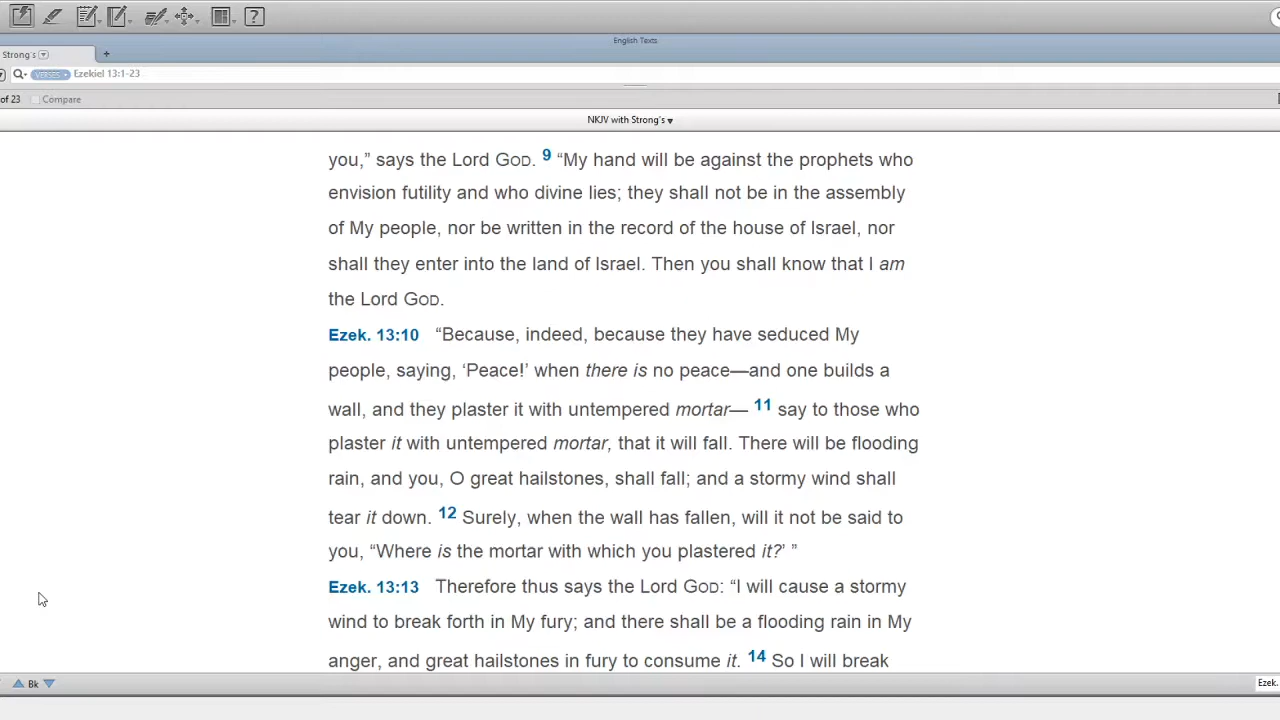 English Texts
Strong's
+
VERSES Ezekiel 13:1-23
of 23 Compare
NKJV with Strong's
you,” says the Lord GOD. 9 “My hand will be against the prophets who
envision futility and who divine lies; they shall not be in the assembly
of My people, nor be written in the record of the house of Israel, nor
shall they enter into the land of Israel. Then you shall know that I am
the Lord GOD.
Ezek. 13:10 “Because, indeed, because they have seduced My
people, saying, ‘Peace!’ when there is no peace—and one builds a
wall, and they plaster it with untempered mortar— 11 say to those who
plaster it with untempered mortar, that it will fall. There will be flooding
rain, and you, O great hailstones, shall fall; and a stormy wind shall
tear it down. 12 Surely, when the wall has fallen, will it not be said to
you, “Where is the mortar with which you plastered it?’ ”
Ezek. 13:13 Therefore thus says the Lord GOD: “I will cause a stormy
wind to break forth in My fury; and there shall be a flooding rain in My
anger, and great hailstones in fury to consume it. 14 So I will break
Bk
Ezek.